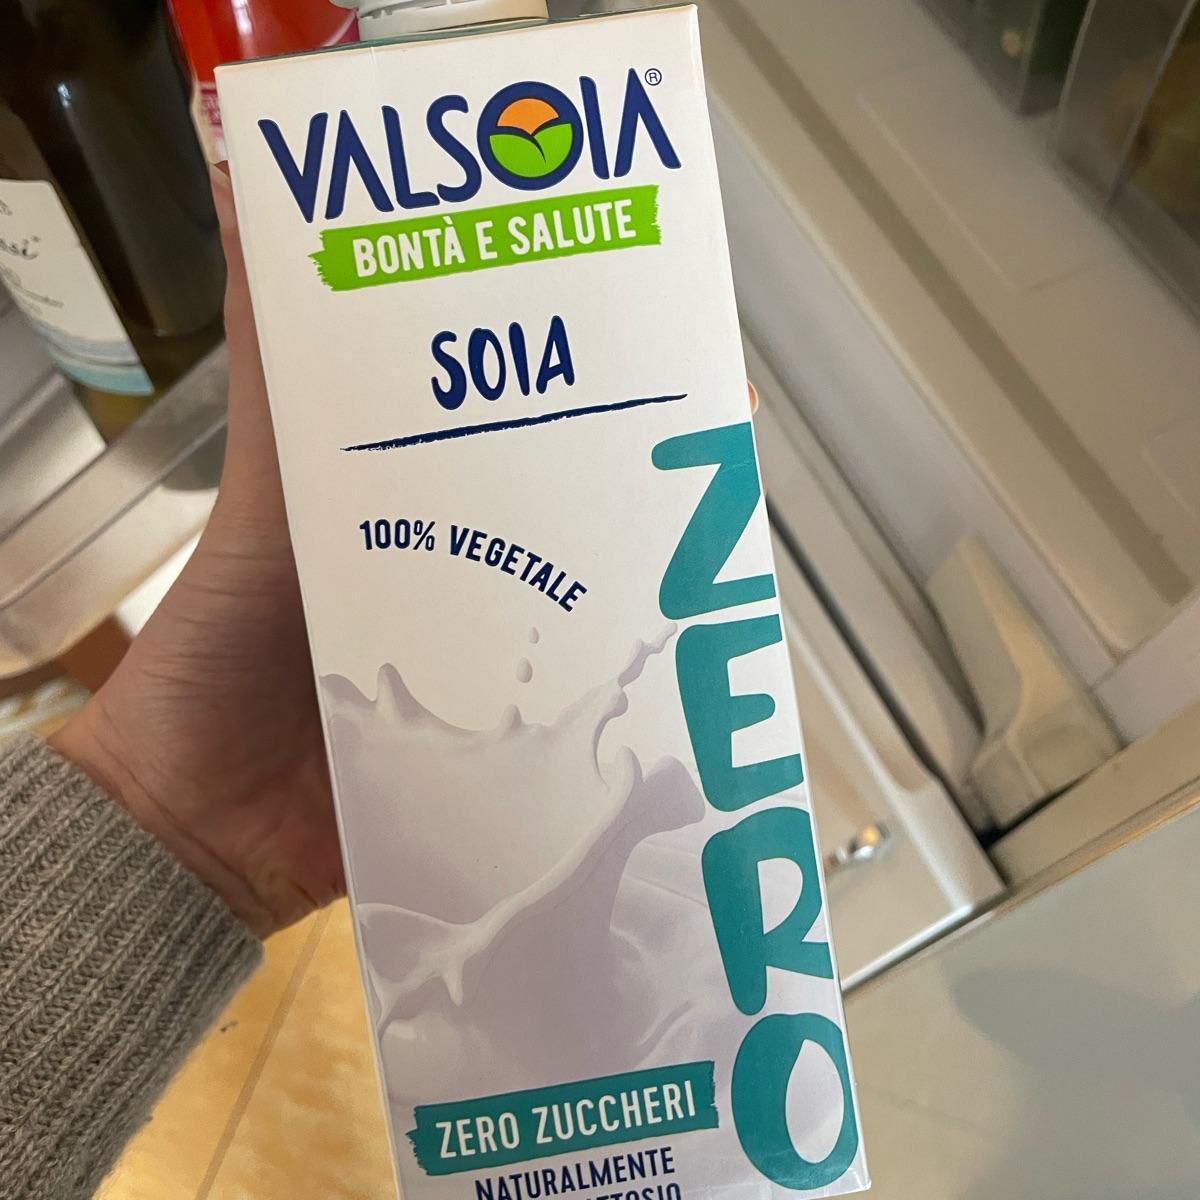 VALSOIA®
BONTÀ E SALUTE
SOIA
100% VEGETALE
ZERO
ZERO ZUCCHERI
NATURALMENTE